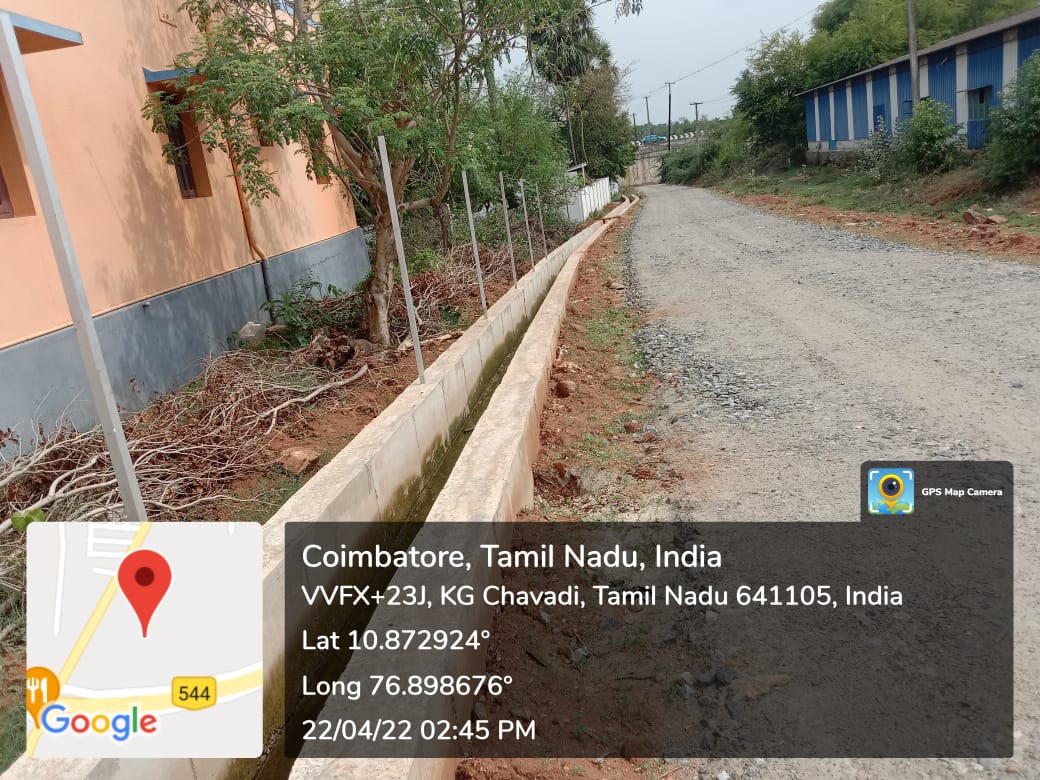 GPS Map Camera
Coimbatore, Tamil Nadu, India
VVFX+23J, KG Chavadi, Tamil Nadu 641105, India
Lat 10.872924°
Long 76.898676°
22/04/22 02:45 PM
544
Google